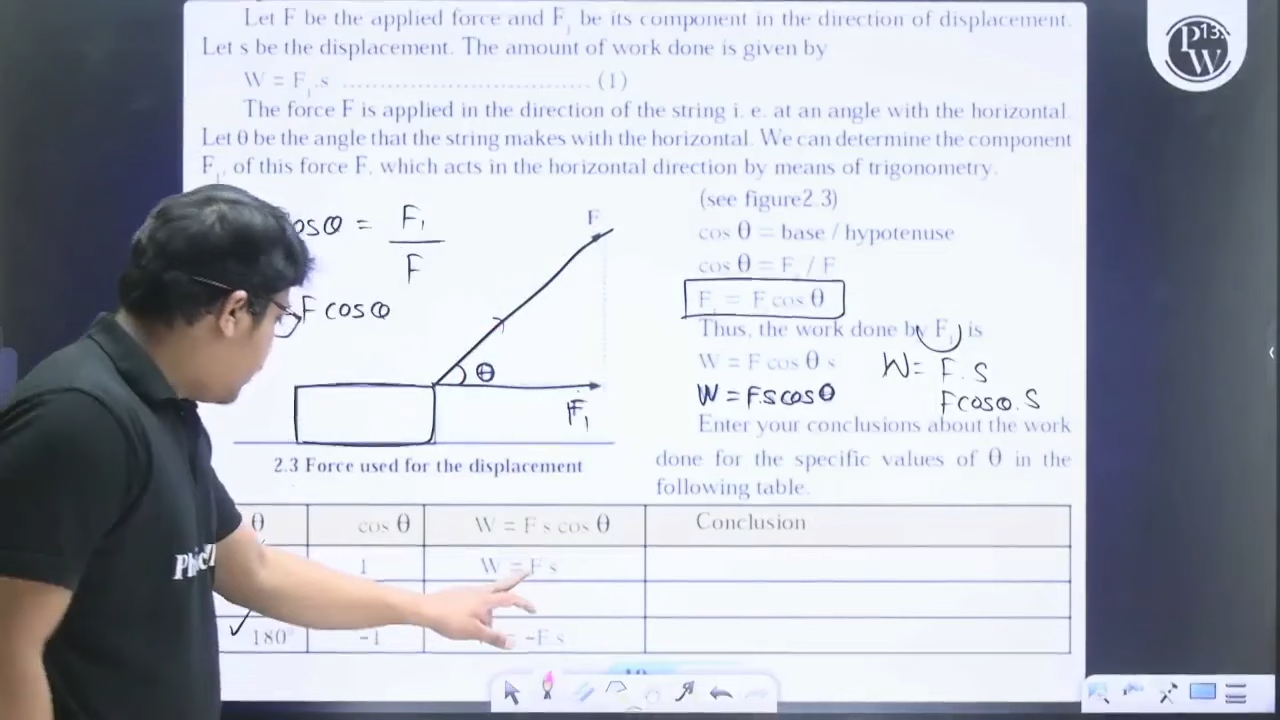 Let F be the applied force and F₁ be its component in the direction of displacement.
Let s be the displacement. The amount of work done is given by
W = F₁.s .................................... (1)
The force F is applied in the direction of the string i. e. at an angle with the horizontal.
Let θ be the angle that the string makes with the horizontal. We can determine the component
F₁, of this force F, which acts in the horizontal direction by means of trigonometry.
(see figure2.3)
cos θ = base / hypotenuse
cos θ = F₁ / F
F₁ = F cos θ
Thus, the work done by F₁ is
W = F cos θ s
W = F.s cos θ
W = F.S
Fcosθ.S
Enter your conclusions about the work
done for the specific values of θ in the
following table.
osθ = F₁
F
F cosθ
F
θ
F₁
2.3 Force used for the displacement
θ cos θ W = F s cos θ Conclusion
1 W = F s
180° -1 = -F.s
PW
13